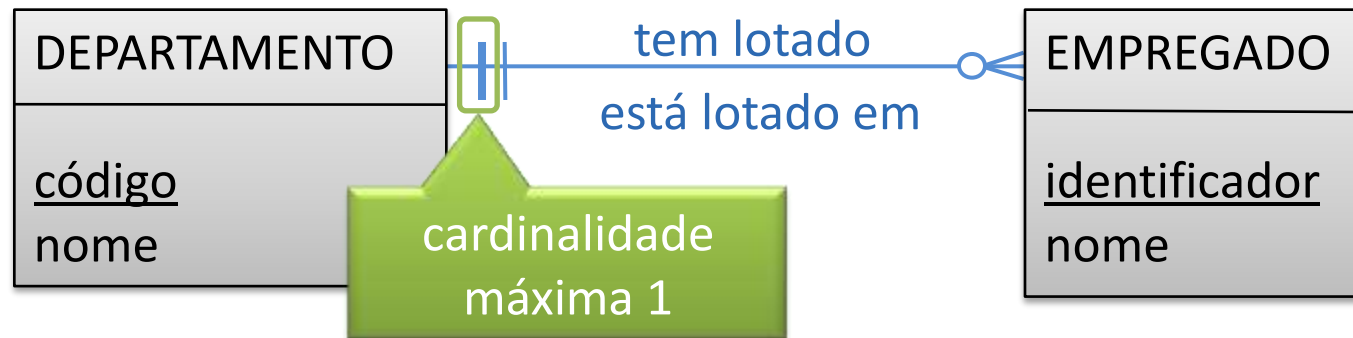 DEPARTAMENTO
código
nome
tem lotado
está lotado em
cardinalidade
máxima 1
EMPREGADO
identificador
nome